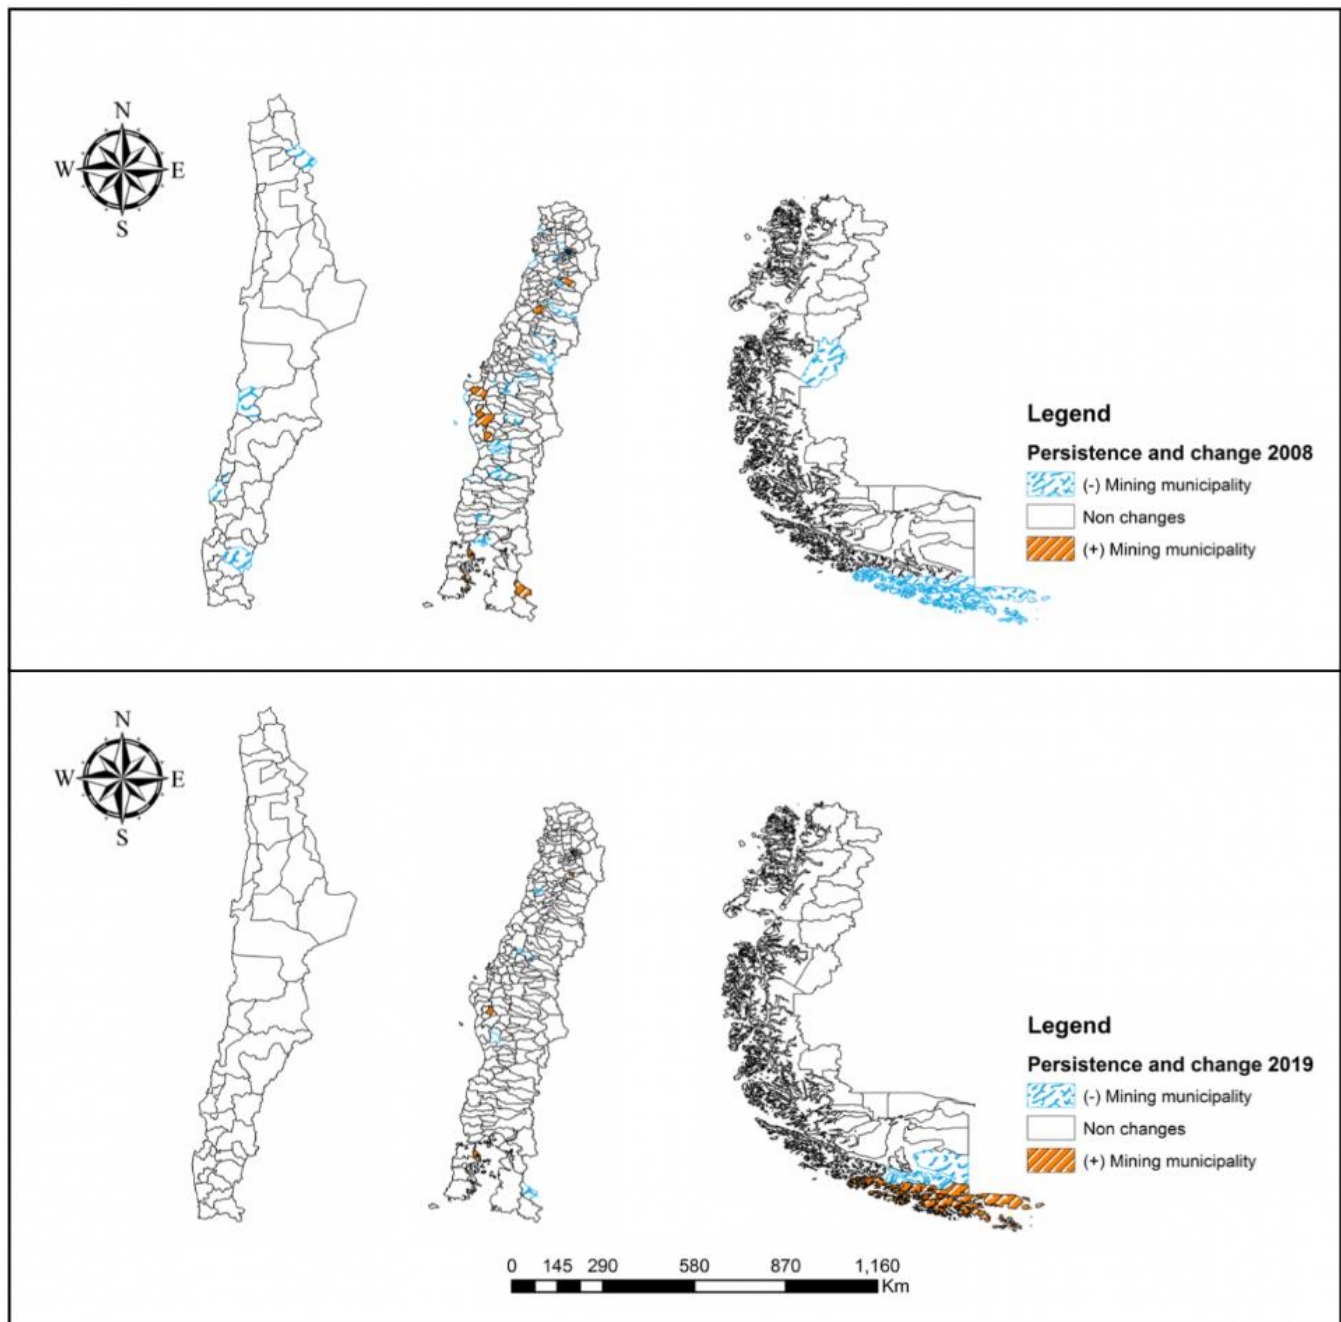 N
W E
S
Legend
Persistence and change 2008
(-) Mining municipality
Non changes
(+) Mining municipality
N
W E
S
Legend
Persistence and change 2019
(-) Mining municipality
Non changes
(+) Mining municipality
0 145 290 580 870 1,160
Km